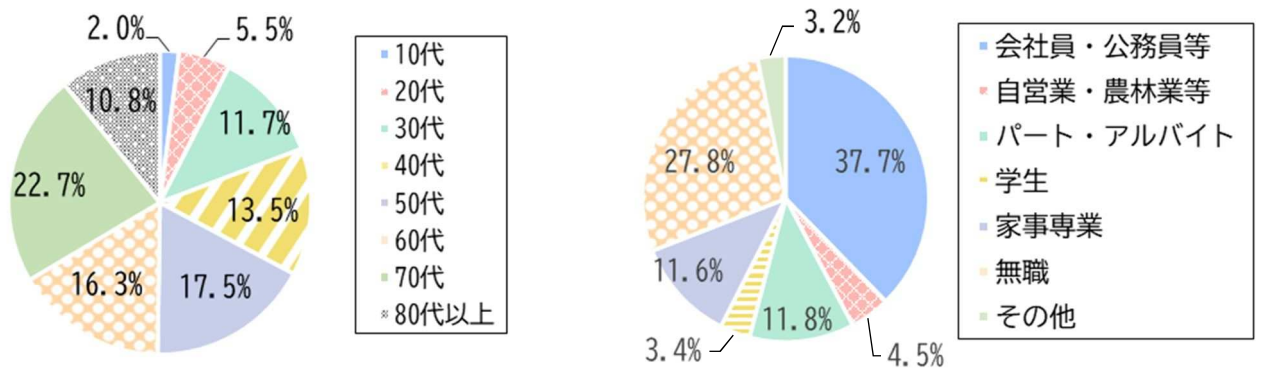 2.0%
5.5%
11.7%
13.5%
17.5%
16.3%
22.7%
10.8%
10代
20代
30代
40代
50代
60代
70代
80代以上
3.2%
37.7%
4.5%
11.8%
3.4%
11.6%
27.8%
会社員・公務員等
自営業・農林業等
パート・アルバイト
学生
家事専業
無職
その他